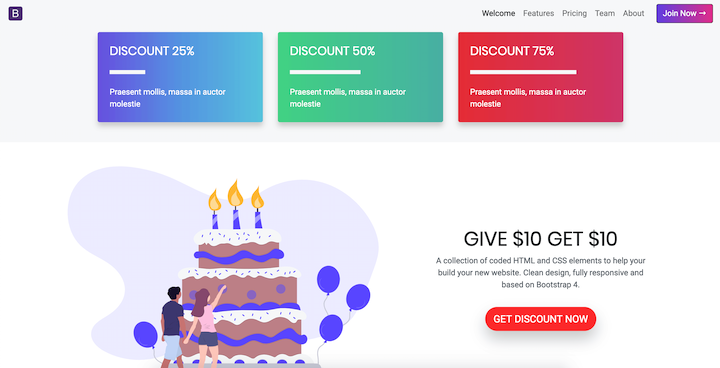 B
Welcome Features Pricing Team About Join Now →
DISCOUNT 25%
Praesent mollis, massa in auctor
molestie
DISCOUNT 50%
Praesent mollis, massa in auctor
molestie
DISCOUNT 75%
Praesent mollis, massa in auctor
molestie
GIVE $10 GET $10
A collection of coded HTML and CSS elements to help your
build your new website. Clean design, fully responsive and
based on Bootstrap 4.
GET DISCOUNT NOW